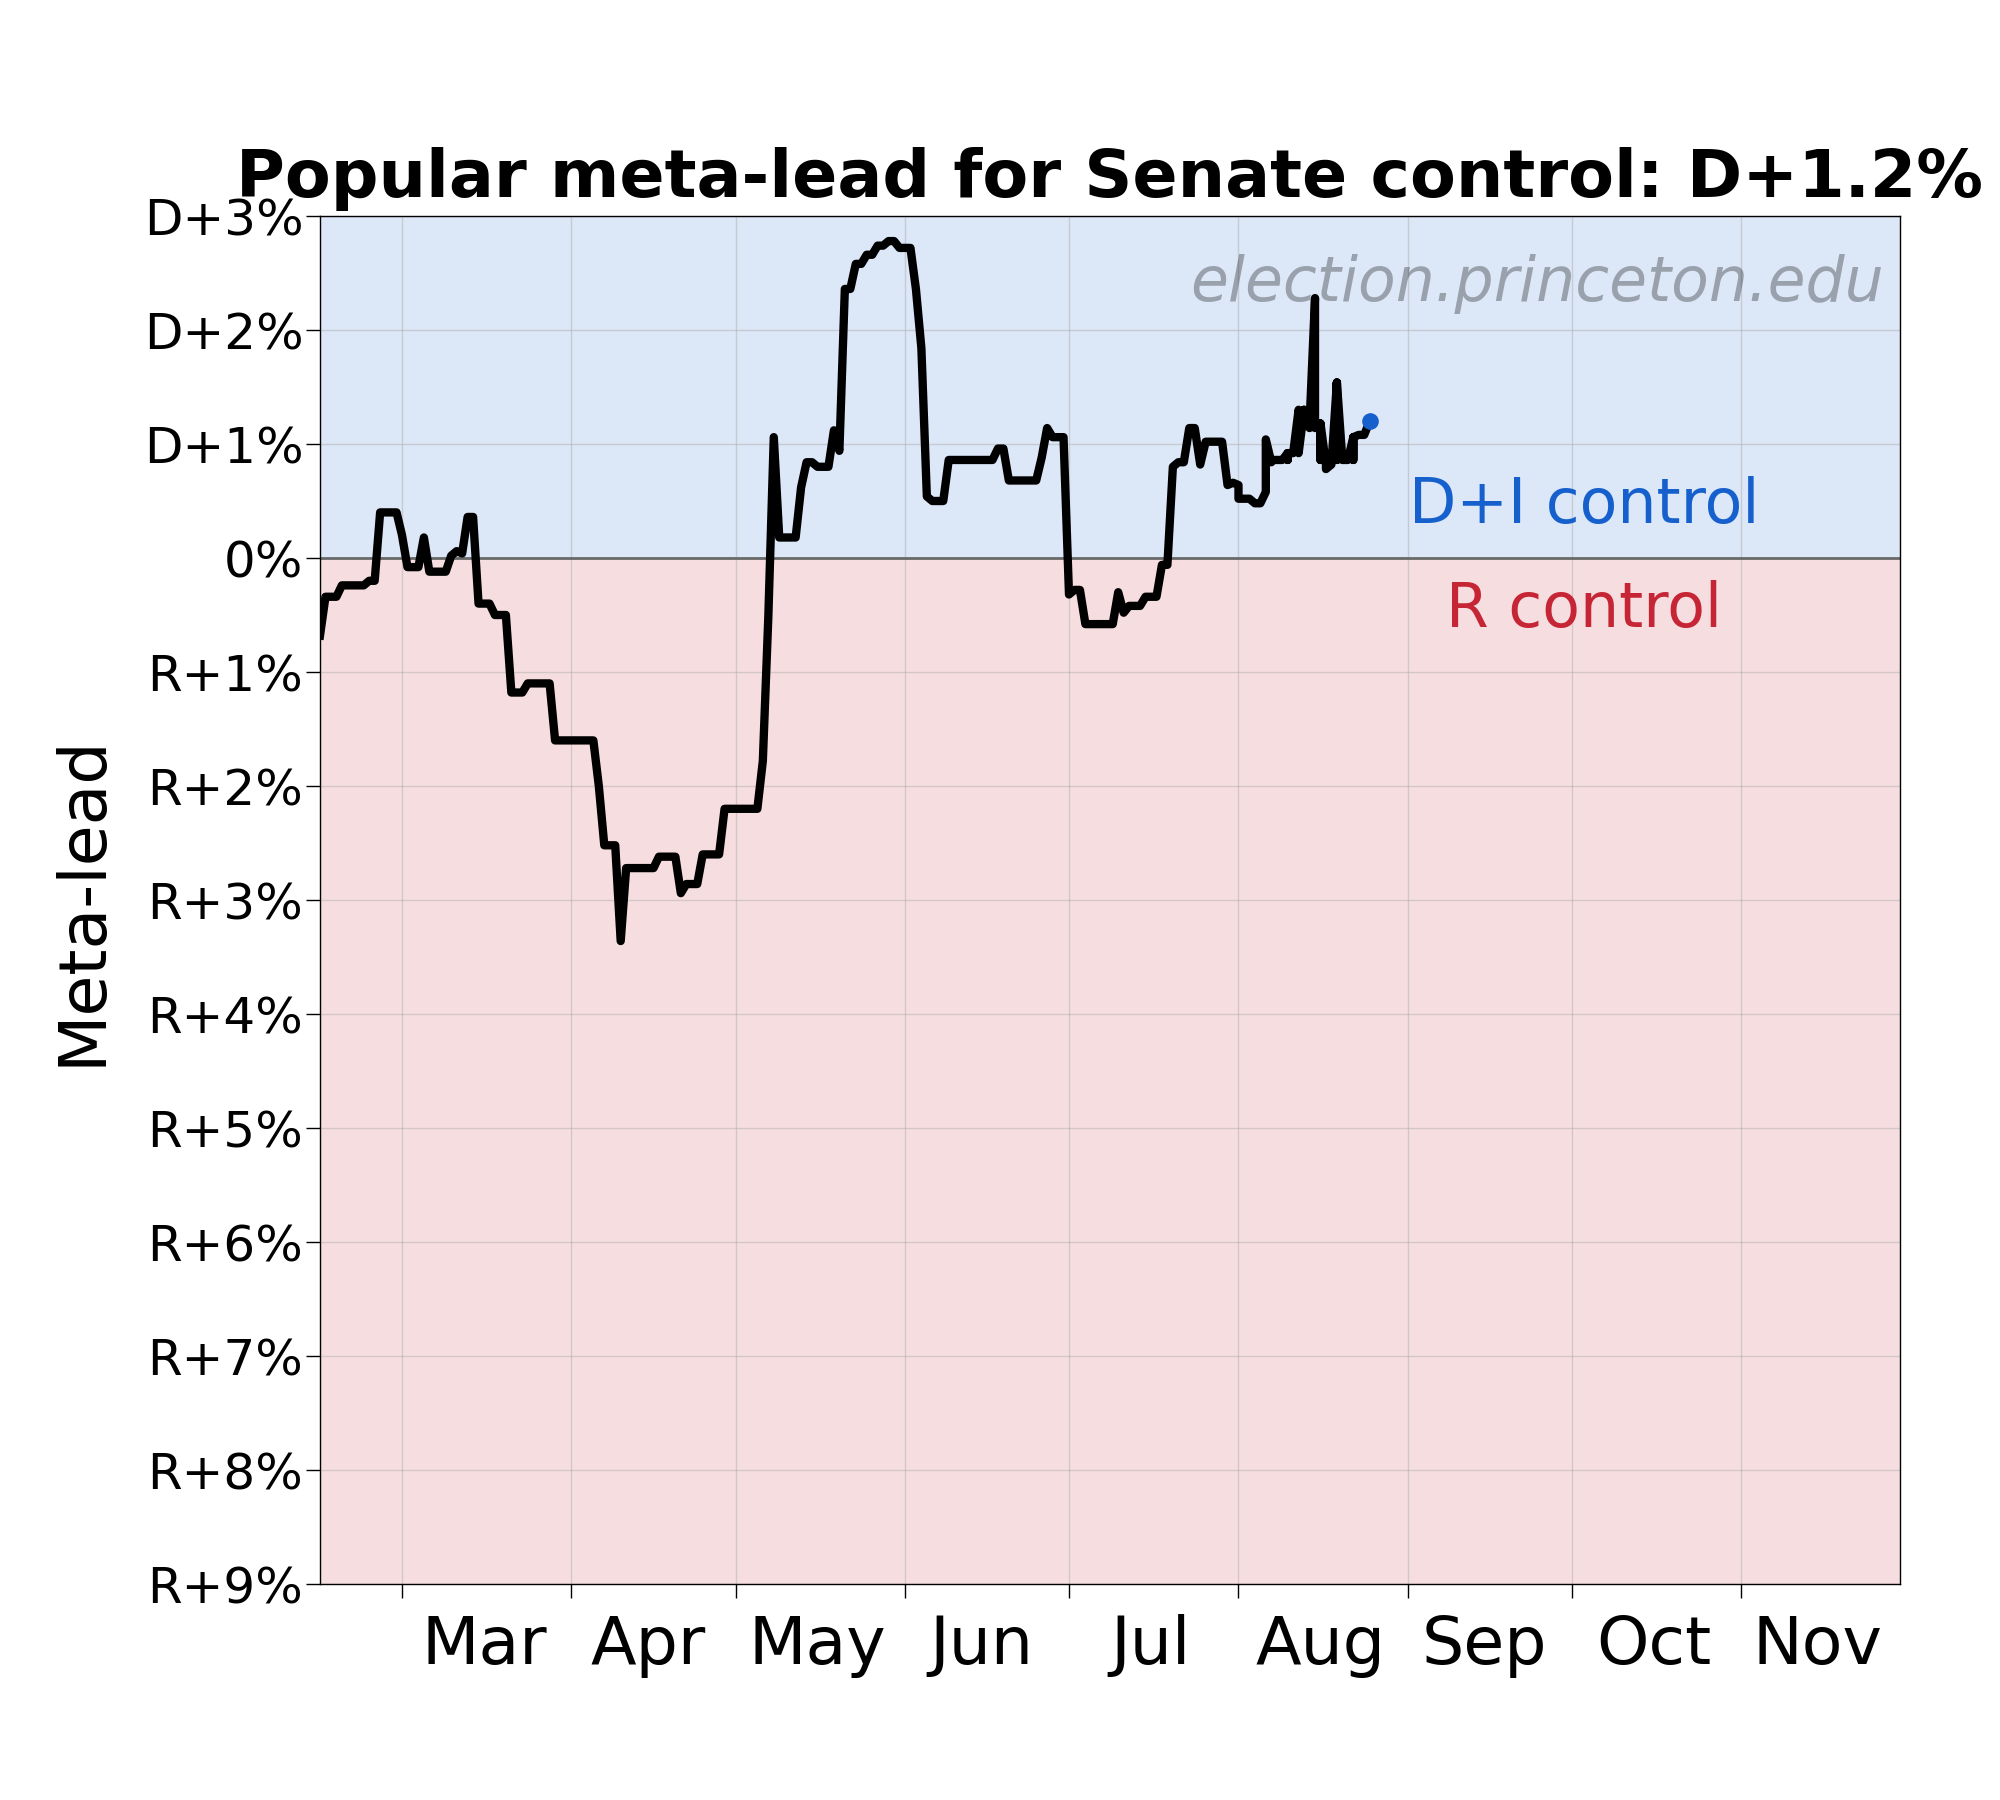 Popular meta-lead for Senate control: D+1.2%
D+3%
election.princeton.edu
D+2%
D+1%
D+I control
0%
R control
R+1%
R+2%
Meta-lead
R+3%
R+4%
R+5%
R+6%
R+7%
R+8%
R+9%
Mar Apr May Jun Jul Aug Sep Oct Nov